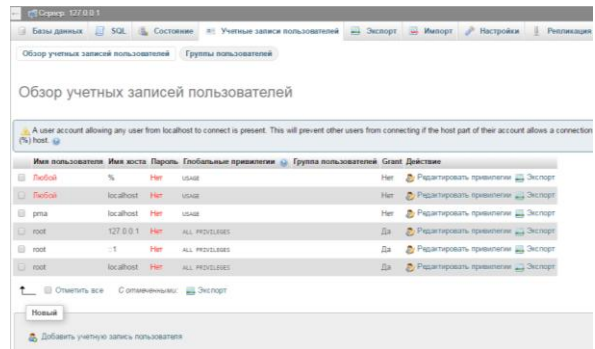 Сервер: 127.0.0.1
Базы данных SQL Состояние Учетные записи пользователей Экспорт Импорт Настройки Репликация
Обзор учетных записей пользователей Группы пользователей
Обзор учетных записей пользователей
A user account allowing any user from localhost to connect is present. This will prevent other users from connecting if the host part of their account allows a connection
(%) host.
Имя пользователя Имя хоста Пароль Глобальные привилегии Группа пользователей Grant Действие
Любой % Нет USAGE Нет Редактировать привилегии Экспорт
Любой localhost Нет USAGE Нет Редактировать привилегии Экспорт
pma localhost Нет USAGE Нет Редактировать привилегии Экспорт
root 127.0.0.1 Нет ALL PRIVILEGES Да Редактировать привилегии Экспорт
root ::1 Нет ALL PRIVILEGES Да Редактировать привилегии Экспорт
root localhost Нет ALL PRIVILEGES Да Редактировать привилегии Экспорт
Отметить все С отмеченными: Экспорт
Новый
Добавить учетную запись пользователя